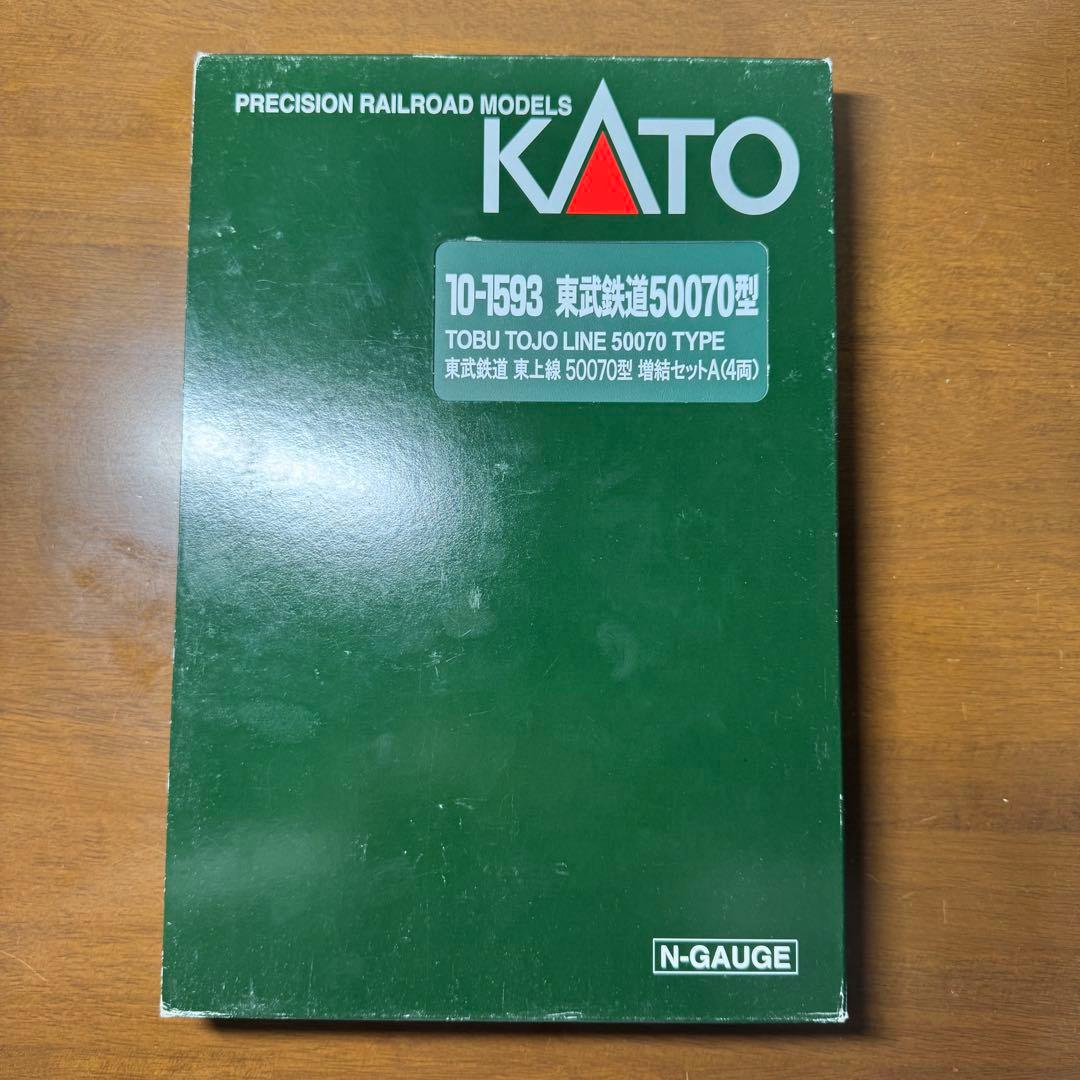 PRECISION RAILROAD MODELS
KATO
10-1593 東武鉄道50070型
TOBU TOJO LINE 50070 TYPE
東武鉄道 東上線 50070型 増結セットA(4両)
N-GAUGE